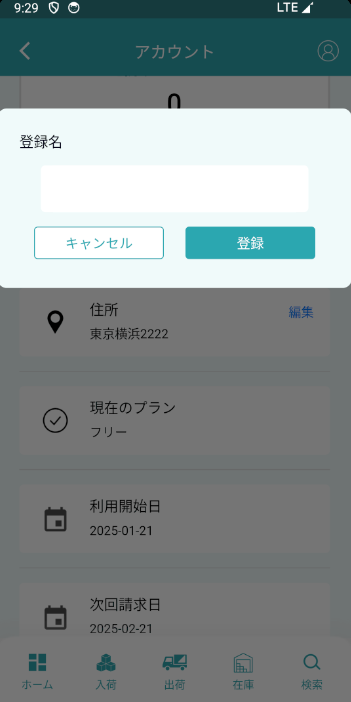 9:29
LTE
アカウント
0
登録名
キャンセル
登録
住所
編集
東京横浜2222
現在のプラン
フリー
利用開始日
2025-01-21
次回請求日
2025-02-21
ホーム
入荷
出荷
在庫
検索